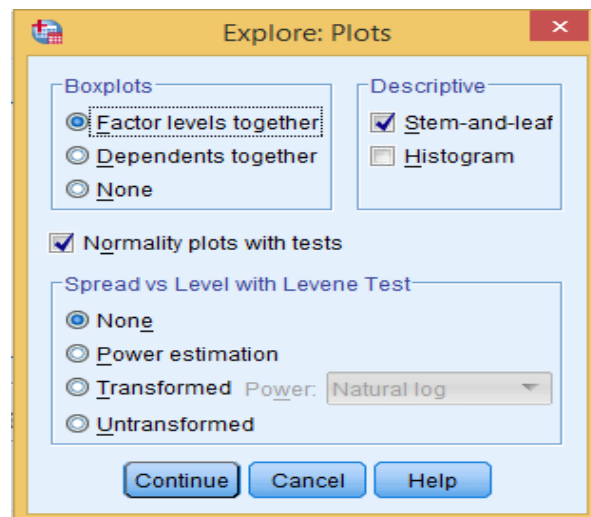 Explore: Plots
Boxplots
Factor levels together
Dependents together
None
Descriptive
Stem-and-leaf
Histogram
Normality plots with tests
Spread vs Level with Levene Test
None
Power estimation
Transformed Power: Natural log
Untransformed
Continue Cancel Help